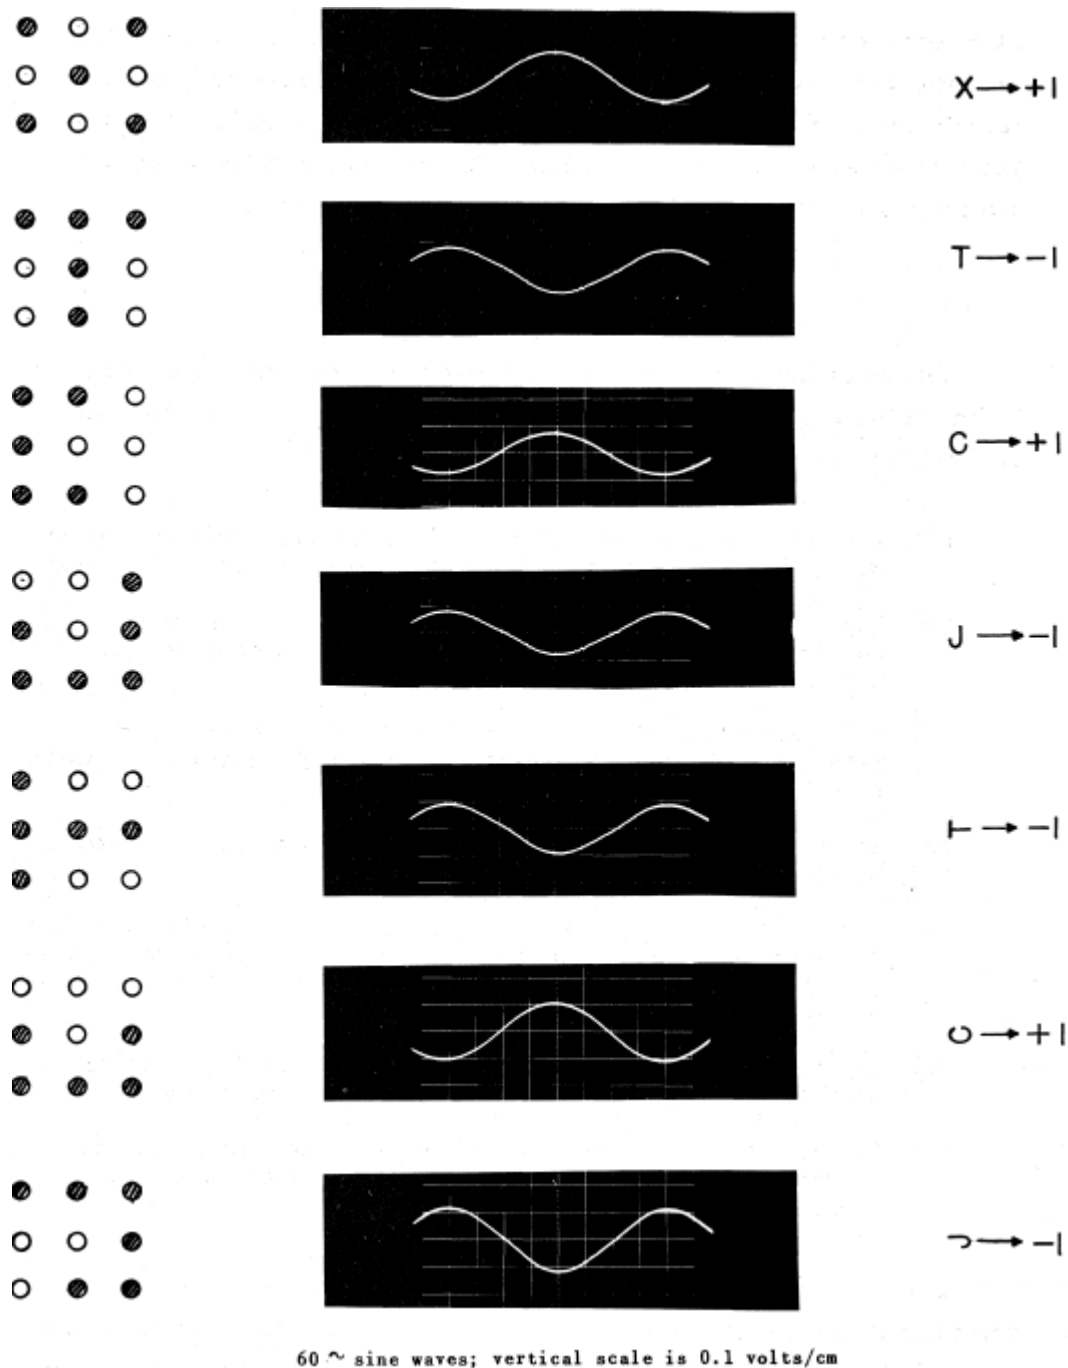 X → +1
T → −1
C → +1
J → −1
T → −1
C → +1
J → −1
60 ~ sine waves; vertical scale is 0.1 volts/cm